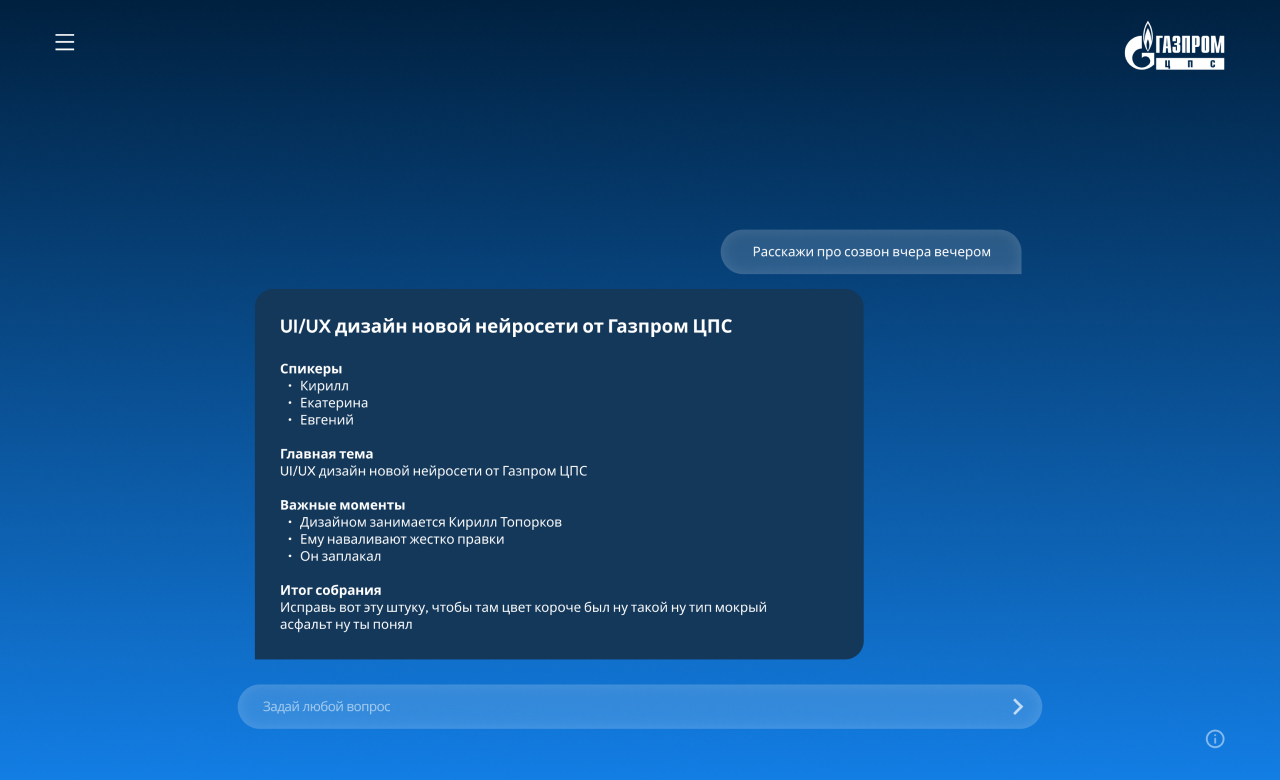 ГАЗПРОМ
ЦПС
Расскажи про созвон вчера вечером
UI/UX дизайн новой нейросети от Газпром ЦПС
Спикеры
• Кирилл
• Екатерина
• Евгений
Главная тема
UI/UX дизайн новой нейросети от Газпром ЦПС
Важные моменты
• Дизайном занимается Кирилл Топорков
• Ему наваливают жестко правки
• Он заплакал
Итог собрания
Исправь вот эту штуку, чтобы там цвет короче был ну такой ну тип мокрый
асфальт ну ты понял
Задай любой вопрос